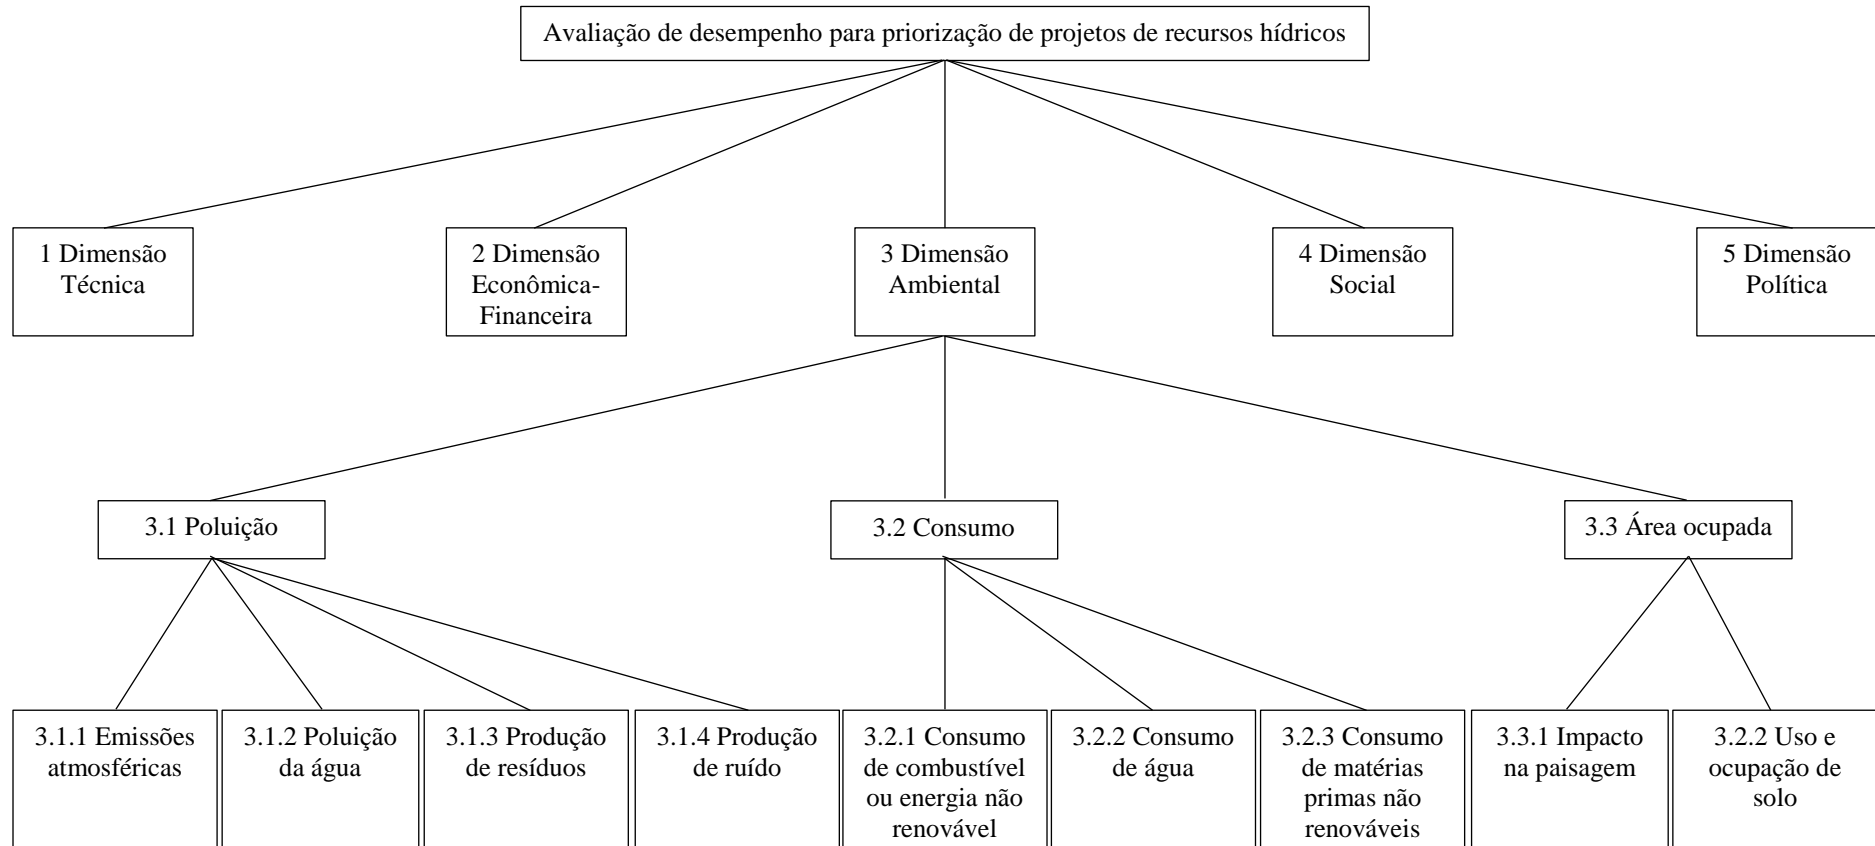 Avaliação de desempenho para priorização de projetos de recursos hídricos
1 Dimensão
Técnica
2 Dimensão
Econômica-
Financeira
3 Dimensão
Ambiental
4 Dimensão
Social
5 Dimensão
Política
3.1 Poluição
3.2 Consumo
3.3 Área ocupada
3.1.1 Emissões
atmosféricas
3.1.2 Poluição
da água
3.1.3 Produção
de resíduos
3.1.4 Produção
de ruído
3.2.1 Consumo
de combustível
ou energia não
renovável
3.2.2 Consumo
de água
3.2.3 Consumo
de matérias
primas não
renováveis
3.3.1 Impacto
na paisagem
3.2.2 Uso e
ocupação de
solo